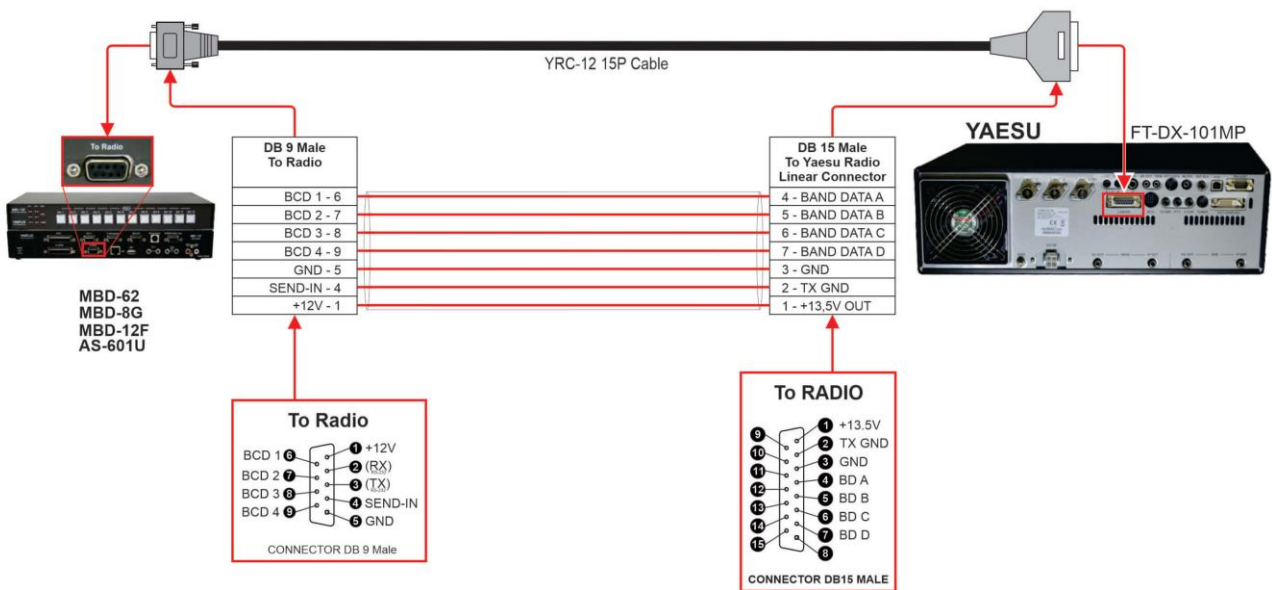 YRC-12 15P Cable
To Radio
MBD-62
MBD-8G
MBD-12F
AS-601U
DB 9 Male
To Radio
BCD 1 - 6
BCD 2 - 7
BCD 3 - 8
BCD 4 - 9
GND - 5
SEND-IN - 4
+12V - 1
DB 15 Male
To Yaesu Radio
Linear Connector
4 - BAND DATA A
5 - BAND DATA B
6 - BAND DATA C
7 - BAND DATA D
3 - GND
2 - TX GND
1 - +13,5V OUT
YAESU
FT-DX-101MP
To Radio
BCD 1 6
BCD 2 7
BCD 3 8
BCD 4 9
1 +12V
2 (RX)
3 (TX)
4 SEND-IN
5 GND
CONNECTOR DB 9 Male
To RADIO
9
10
11
12
13
14
15
1 +13.5V
2 TX GND
3 GND
4 BD A
5 BD B
6 BD C
7 BD D
8
CONNECTOR DB15 MALE